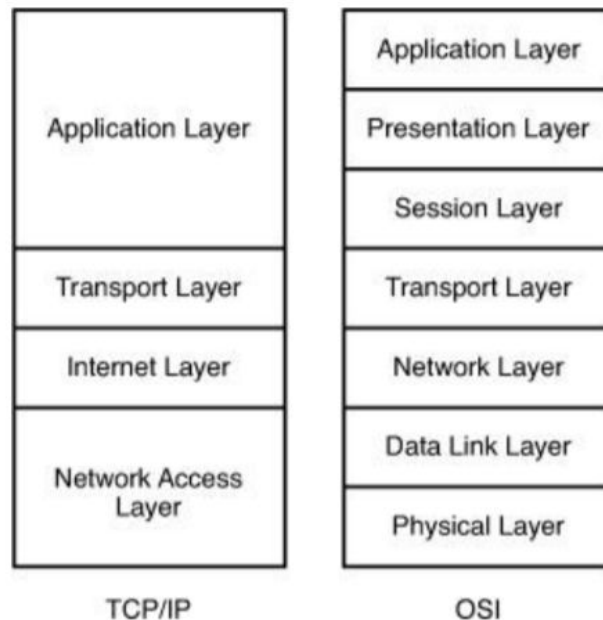 Application Layer
Transport Layer
Internet Layer
Network Access
Layer
TCP/IP
Application Layer
Presentation Layer
Session Layer
Transport Layer
Network Layer
Data Link Layer
Physical Layer
OSI